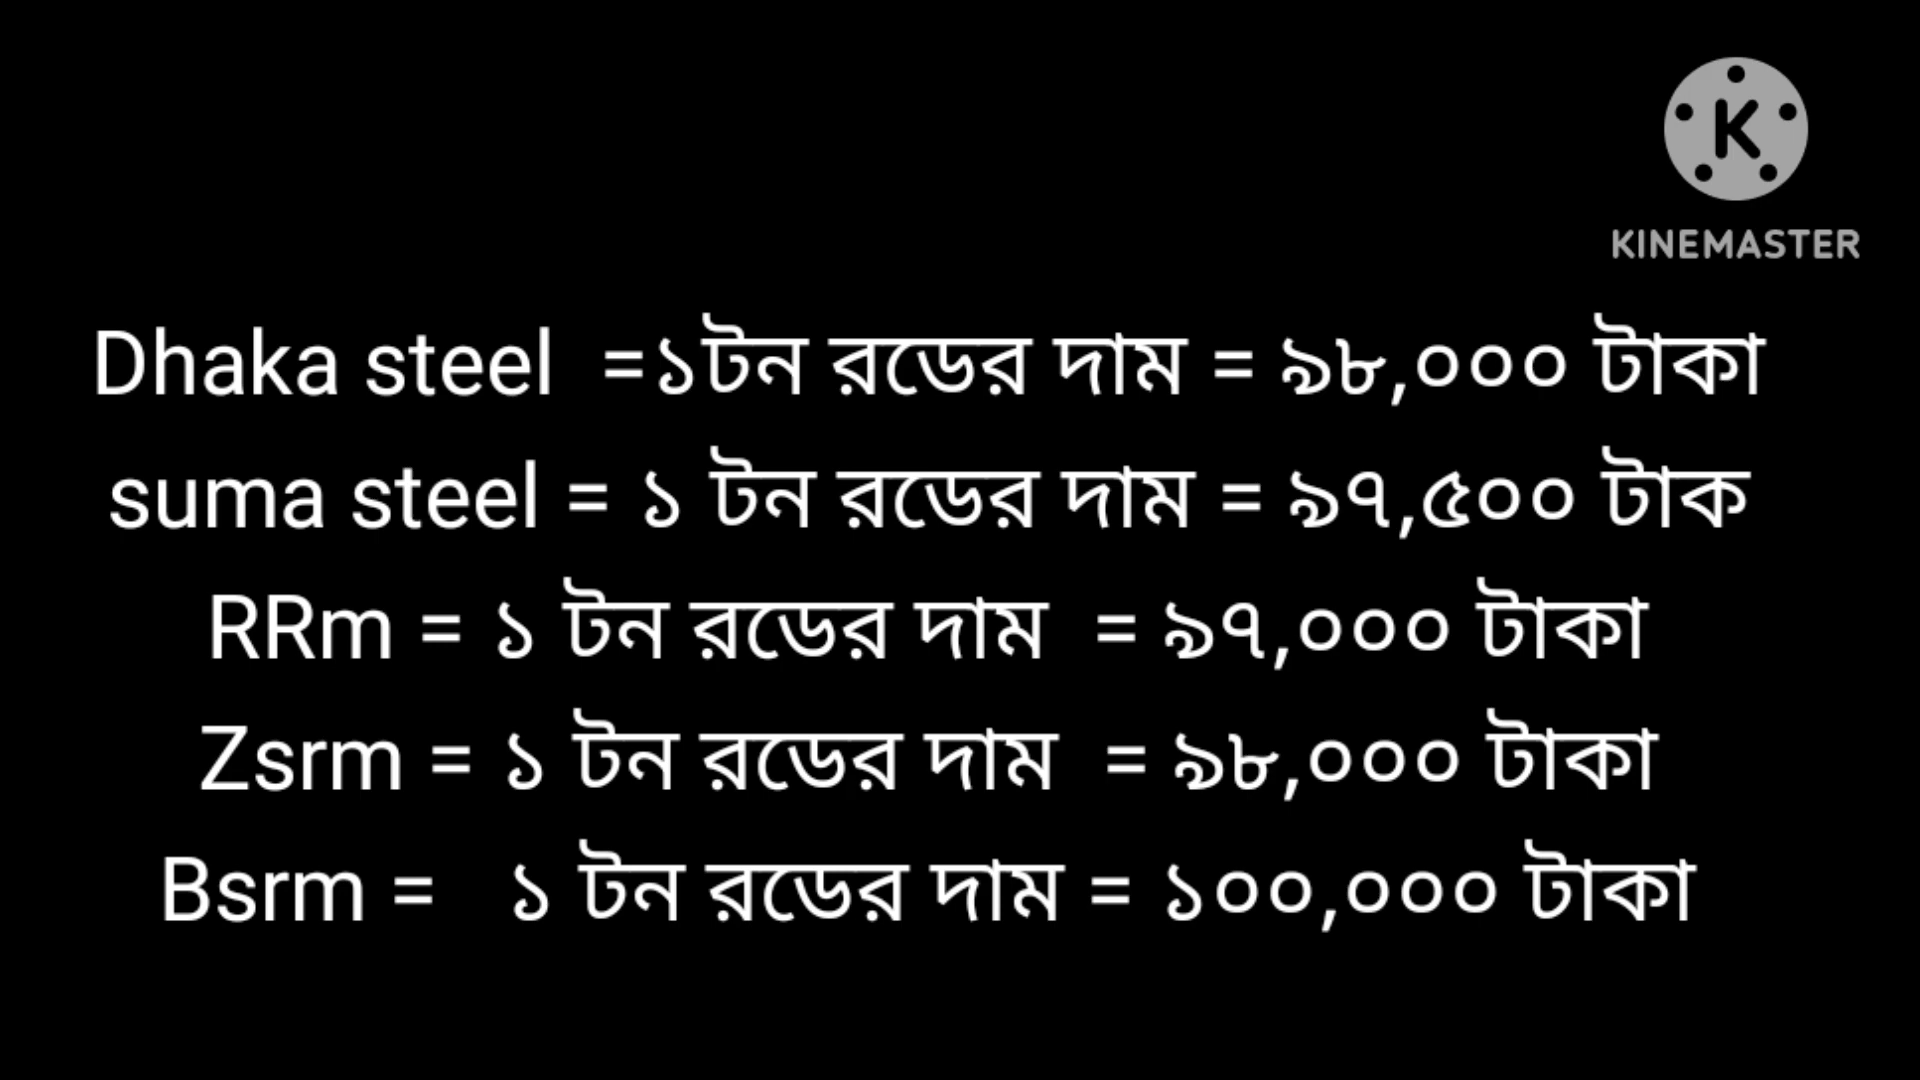 KINEMASTER
Dhaka steel =১টন রডের দাম = ৯৮,০০০ টাকা
suma steel = ১ টন রডের দাম = ৯৭,৫০০ টাক
RRm = ১ টন রডের দাম = ৯৭,০০০ টাকা
Zsrm = ১ টন রডের দাম = ৯৮,০০০ টাকা
Bsrm = ১ টন রডের দাম = ১০০,০০০ টাকা